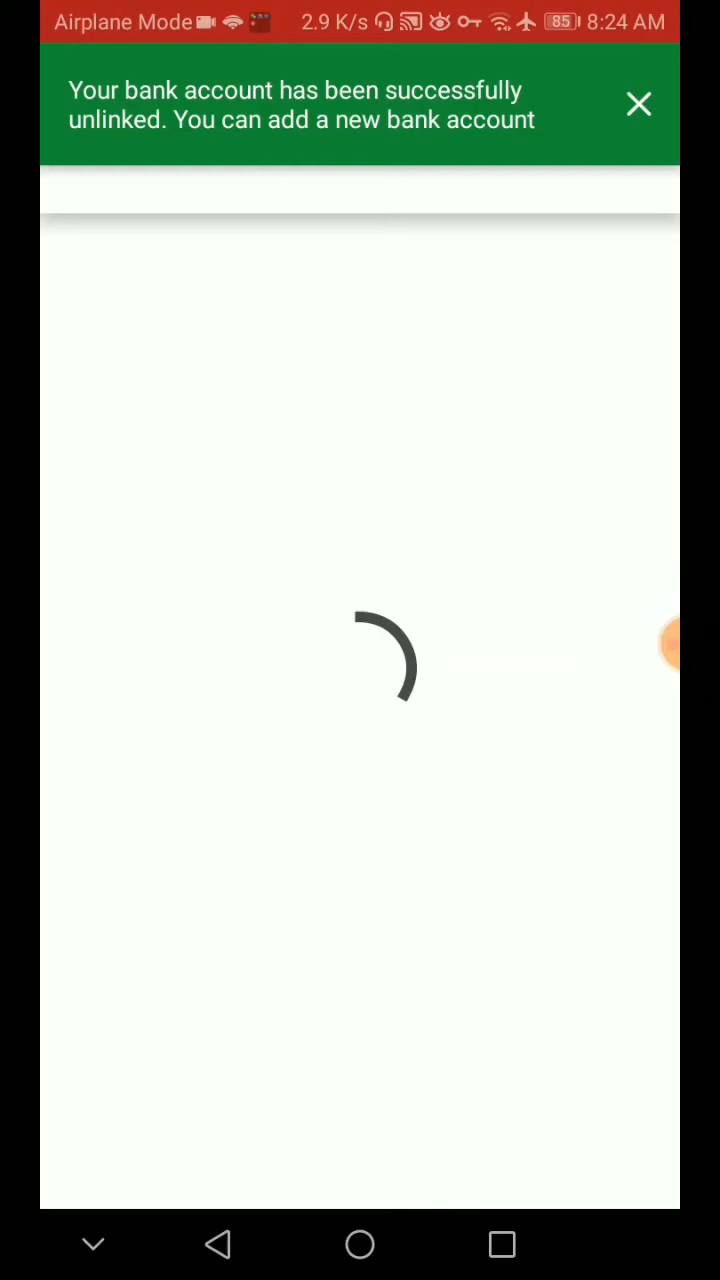 Airplane Mode 2.9 K/s 85 8:24 AM
Your bank account has been successfully
unlinked. You can add a new bank account